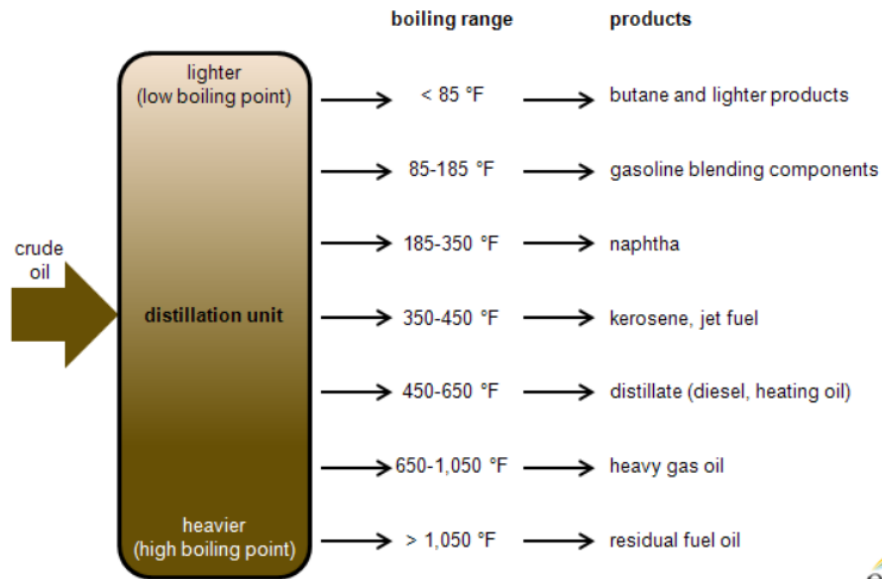 boiling range products
lighter
(low boiling point)
< 85 °F butane and lighter products
85-185 °F gasoline blending components
185-350 °F naphtha
crude
oil
distillation unit
350-450 °F kerosene, jet fuel
450-650 °F distillate (diesel, heating oil)
650-1,050 °F heavy gas oil
heavier
(high boiling point)
> 1,050 °F residual fuel oil